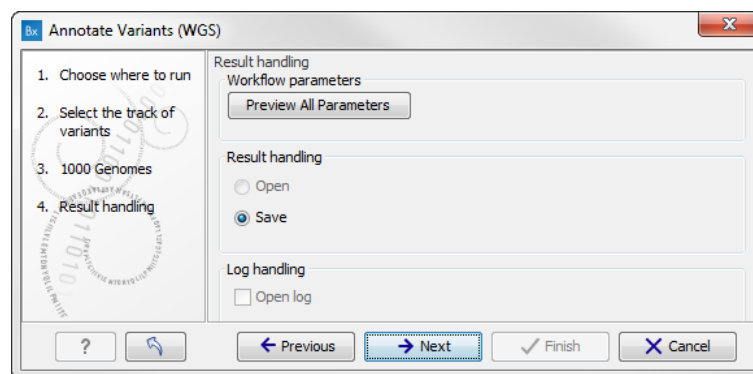 Bx Annotate Variants (WGS)
1. Choose where to run
2. Select the track of
variants
3. 1000 Genomes
4. Result handling
Result handling
Workflow parameters
Preview All Parameters
Result handling
Open
Save
Log handling
Open log
? Previous Next Finish Cancel